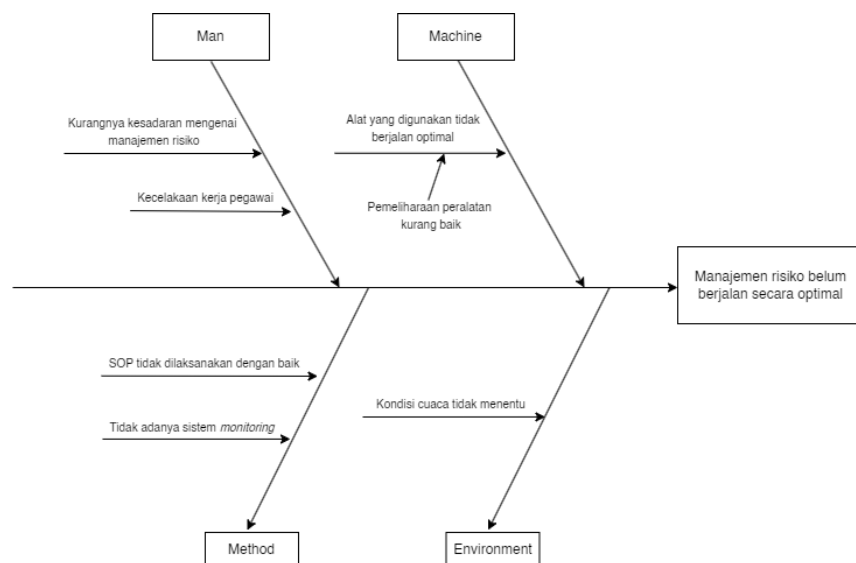 Man
Machine
Kurangnya kesadaran mengenai
manajemen risiko
Alat yang digunakan tidak
berjalan optimal
Kecelakaan kerja pegawai
Pemeliharaan peralatan
kurang baik
Manajemen risiko belum
berjalan secara optimal
SOP tidak dilaksanakan dengan baik
Kondisi cuaca tidak menentu
Tidak adanya sistem monitoring
Method
Environment